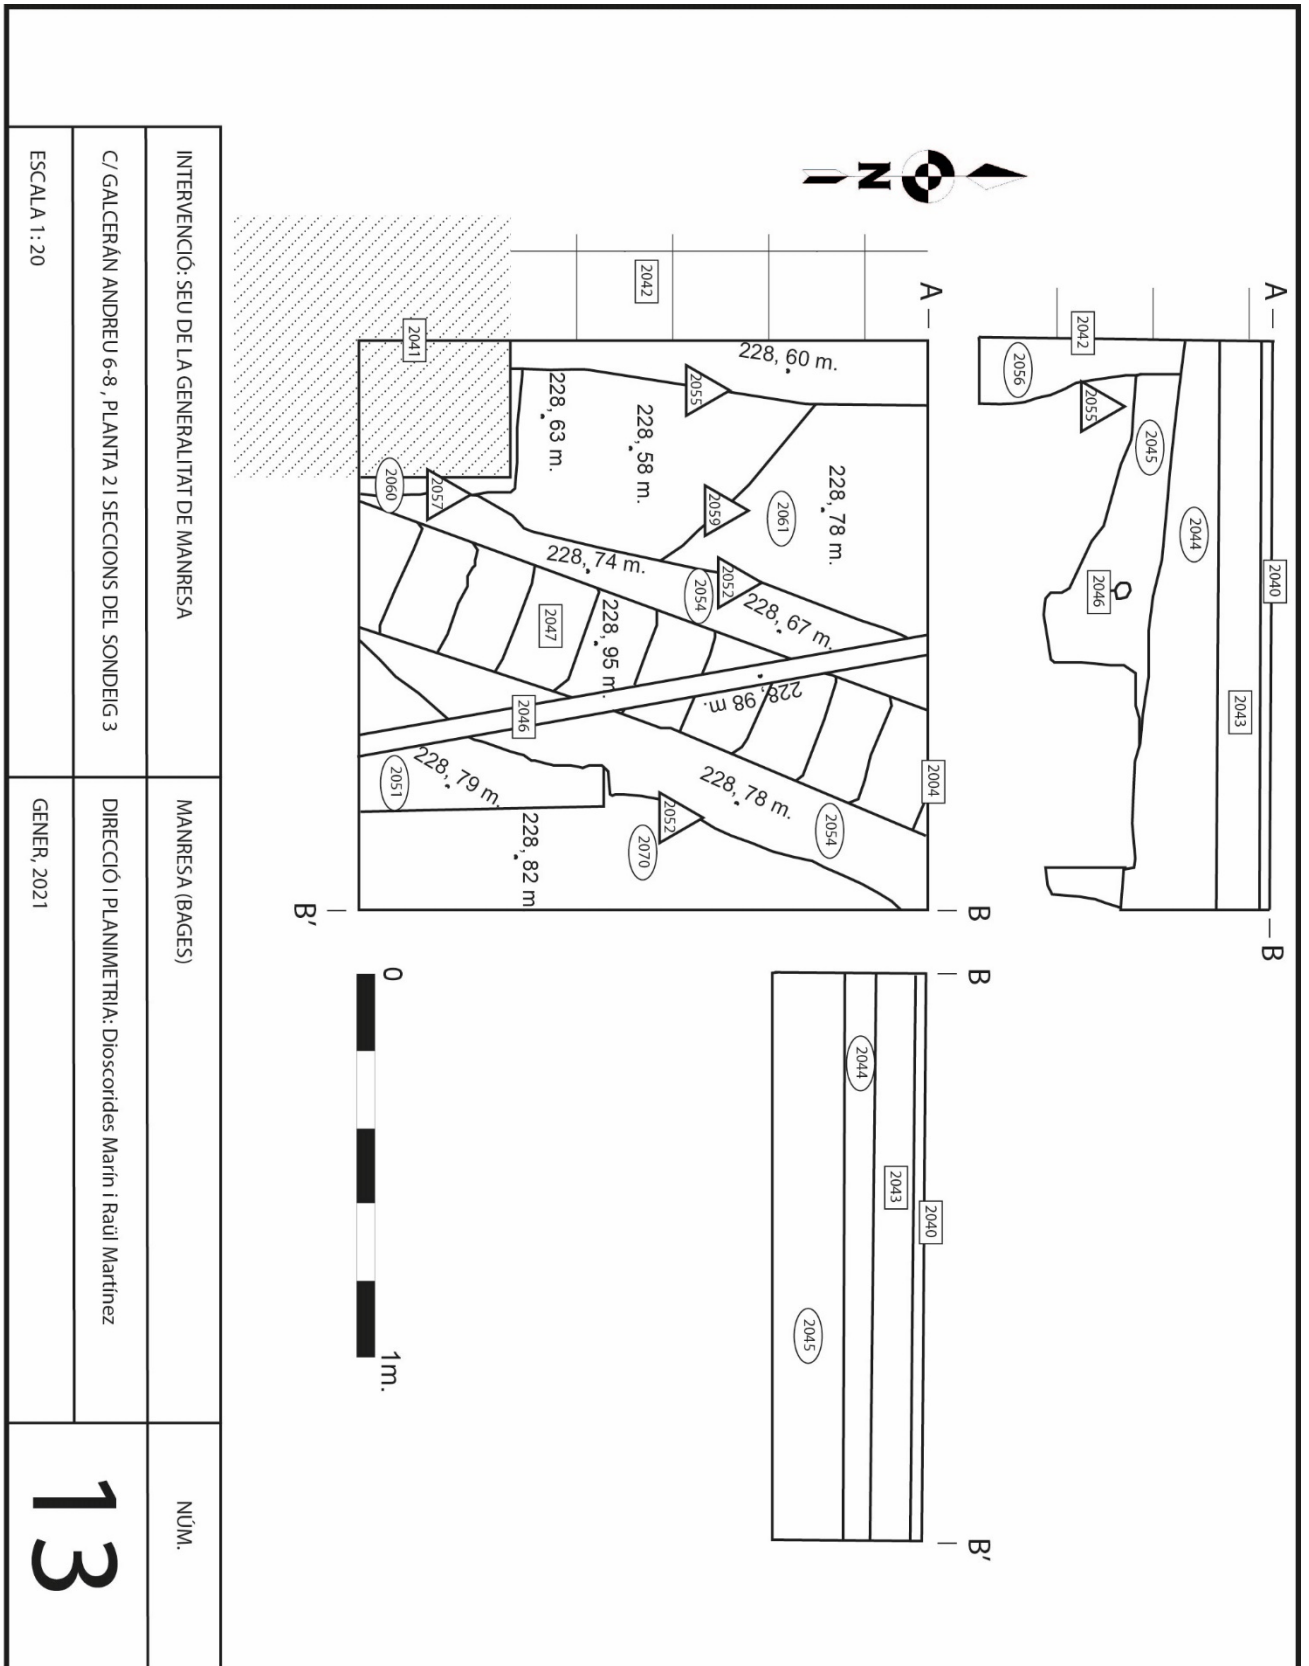 A
B
2040
2043
2044
2045
2042
2055
2056
2046
N
A
B
B'
2042
2041
228, 60 m.
2055
228, 63 m.
228, 58 m.
228, 78 m.
2059
2061
2057
2060
228, 74 m.
2054
2052
228, 67 m.
2047
228, 95 m.
228, 98 m.
2046
2004
2051
228, 79 m.
228, 78 m.
2054
2052
2070
228, 82 m
B
B'
2040
2043
2044
2045
0
1m.
INTERVENCIÓ: SEU DE LA GENERALITAT DE MANRESA
MANRESA (BAGES)
NÚM.
C/ GALCERÁN ANDREU 6-8 , PLANTA 2 I SECCIONS DEL SONDEIG 3
DIRECCIÓ I PLANIMETRIA: Dioscorides Marín i Raül Martínez
13
ESCALA 1: 20
GENER, 2021